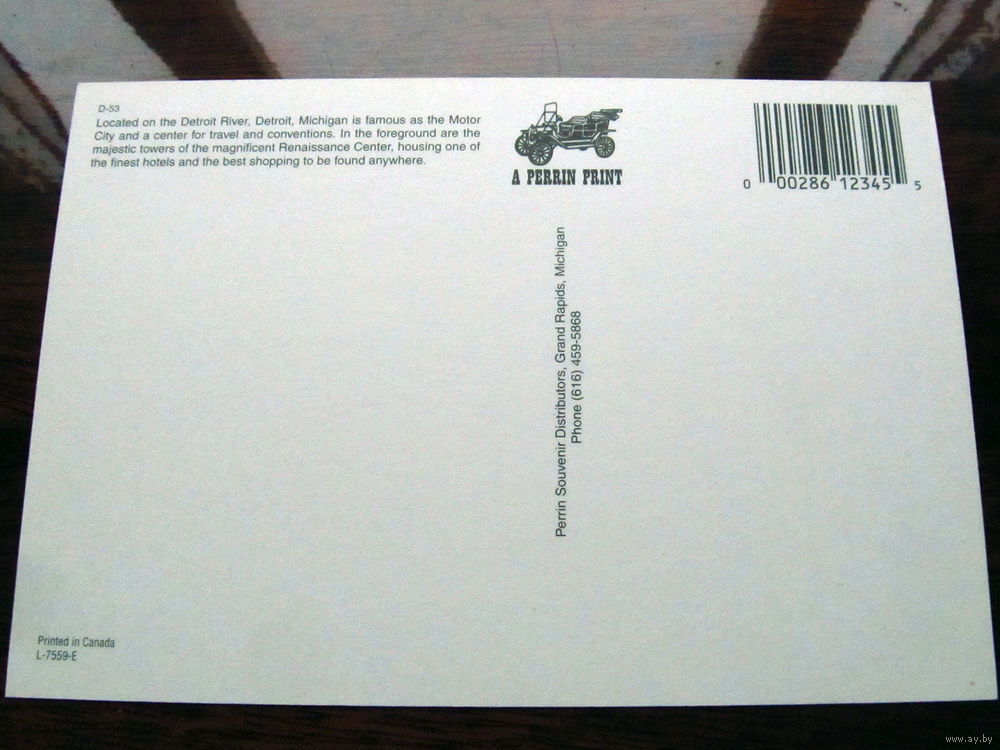 D-53
Located on the Detroit River, Detroit, Michigan is famous as the Motor
City and a center for travel and conventions. In the foreground are the
majestic towers of the magnificent Renaissance Center, housing one of
the finest hotels and the best shopping to be found anywhere.
A PERRIN PRINT
0 00286 12345 5
Perrin Souvenir Distributors, Grand Rapids, Michigan
Phone (616) 459-5868
Printed in Canada
L-7559-E
www.ay.by